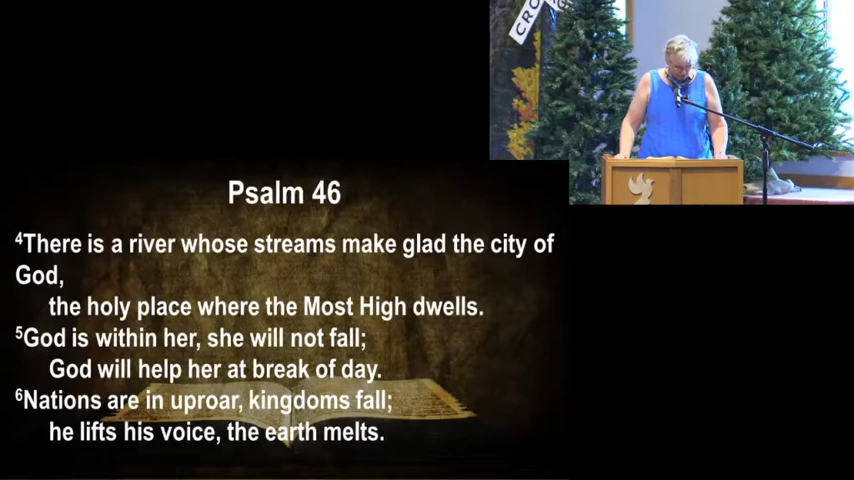 CRO
Psalm 46
⁴There is a river whose streams make glad the city of
God,
the holy place where the Most High dwells.
⁵God is within her, she will not fall;
God will help her at break of day.
⁶Nations are in uproar, kingdoms fall;
he lifts his voice, the earth melts.